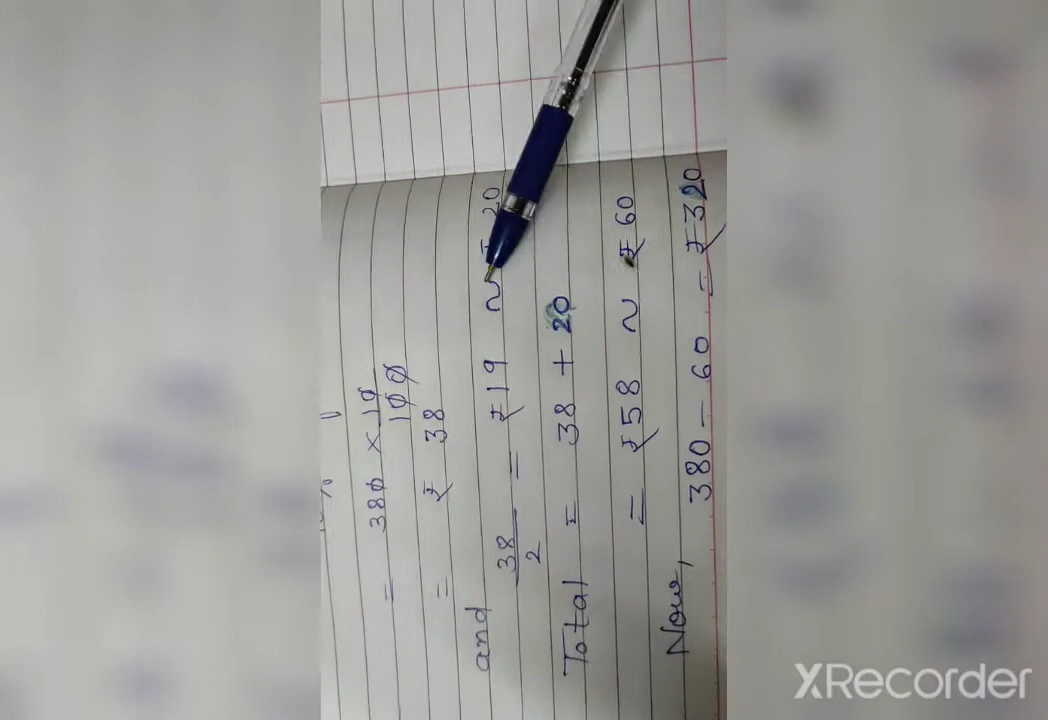 = 380 × 10/100
= ₹ 38
and
38/2 = ₹19 ~ ₹ 20
Total = 38 + 20
= ₹58 ~ ₹60
Now,
380 - 60 = ₹320
XRecorder